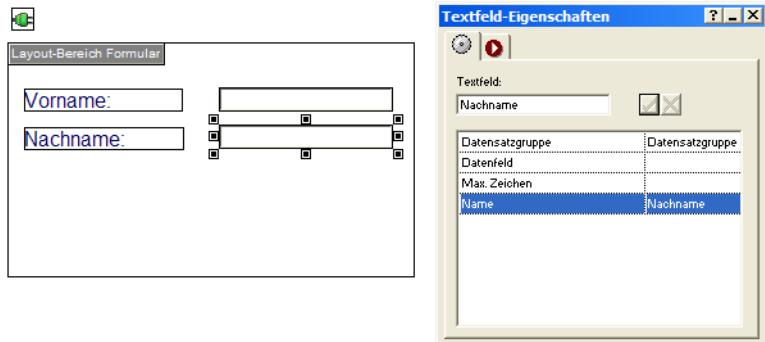 Layout-Bereich Formular
Vorname:
Nachname:
Textfeld-Eigenschaften
Textfeld:
Nachname
Datensatzgruppe Datensatzgruppe
Datenfeld
Max. Zeichen
Name Nachname